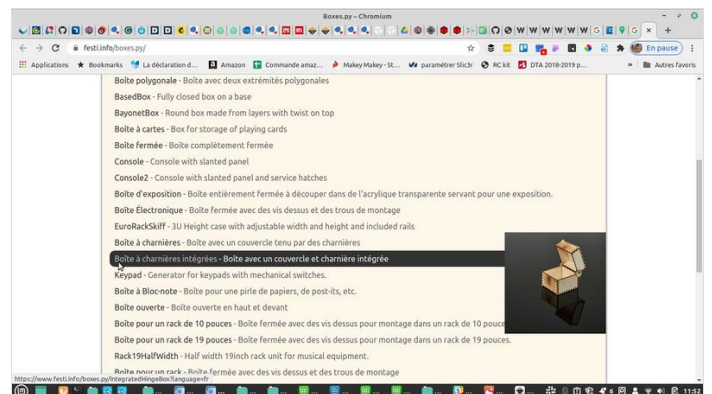 Boxes.py – Chromium
festi.info/boxes.py/
En pause
Applications
Bookmarks
La déclaration d...
Amazon
Commande amaz...
Makey Makey - St...
paramétrer Slic3r
RC kit
DTA 2018-2019 p...
Autres favoris
Boîte polygonale - Boîte avec deux extrémités polygonales
BasedBox - Fully closed box on a base
BayonetBox - Round box made from layers with twist on top
Boîte à cartes - Box for storage of playing cards
Boîte fermée - Boîte complètement fermée
Console - Console with slanted panel
Console2 - Console with slanted panel and service hatches
Boîte d'exposition - Boîte entièrement fermée à découper dans de l'acrylique transparente servant pour une exposition.
Boîte Électronique - Boîte fermée avec des vis dessus et des trous de montage
EuroRackSkiff - 3U Height case with adjustable width and height and included rails
Boîte à charnières - Boîte avec un couvercle tenu par des charnières
Boîte à charnières intégrées - Boîte avec un couvercle et charnière intégrée
Keypad - Generator for keypads with mechanical switches.
Boîte à Bloc-note - Boîte pour une pirle de papiers, de post-its, etc.
Boîte ouverte - Boîte ouverte en haut et devant
Boîte pour un rack de 10 pouces - Boîte fermée avec des vis dessus pour montage dans un rack de 10 pouce
Boîte pour un rack de 19 pouces - Boîte fermée avec des vis dessus pour montage dans un rack de 19 pouces.
Rack19HalfWidth - Half width 19inch rack unit for musical equipment.
Boîte pour un rack - Boîte fermée avec des vis dessus et des trous de montage
https://www.festi.info/boxes.py/IntegratedHingeBox?language=fr
11:52